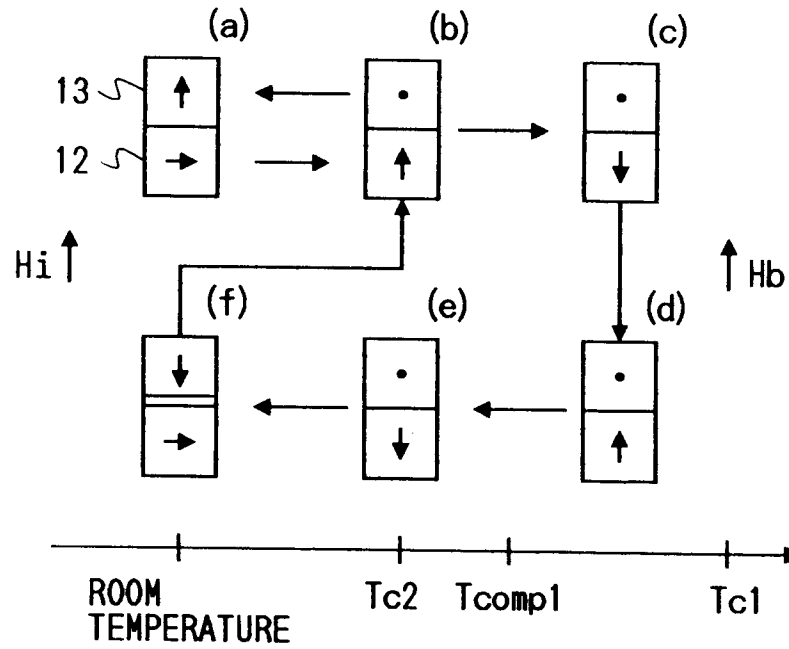 (a) (b) (c)
13
12
Hi
Hb
(f) (e) (d)
ROOM TEMPERATURE
Tc2
Tcomp1
Tc1